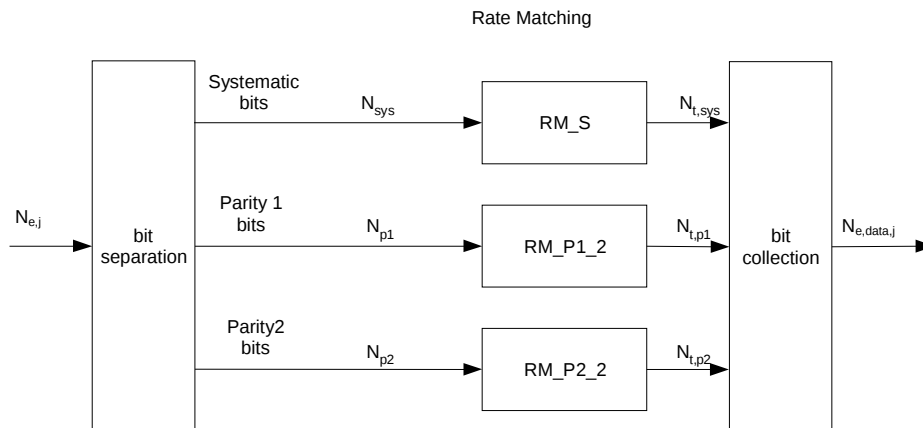 Rate Matching
Systematic
bits
N_sys
RM_S
N_t,sys
N_e,j
bit
separation
Parity 1
bits
N_p1
RM_P1_2
N_t,p1
bit
collection
N_e,data,j
Parity2
bits
N_p2
RM_P2_2
N_t,p2